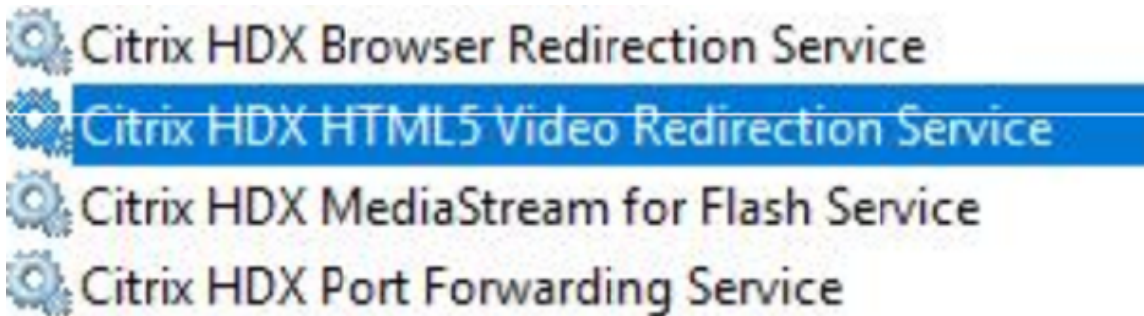 Citrix HDX Browser Redirection Service
Citrix HDX HTML5 Video Redirection Service
Citrix HDX MediaStream for Flash Service
Citrix HDX Port Forwarding Service